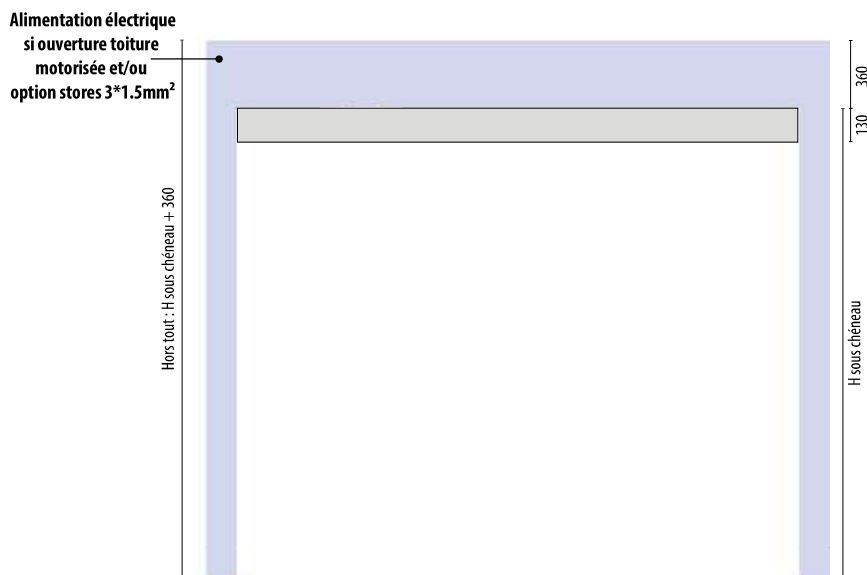 Alimentation électrique
si ouverture toiture
motorisée et/ou
option stores 3*1.5mm²
360
130
Hors tout : H sous chéneau + 360
H sous chéneau